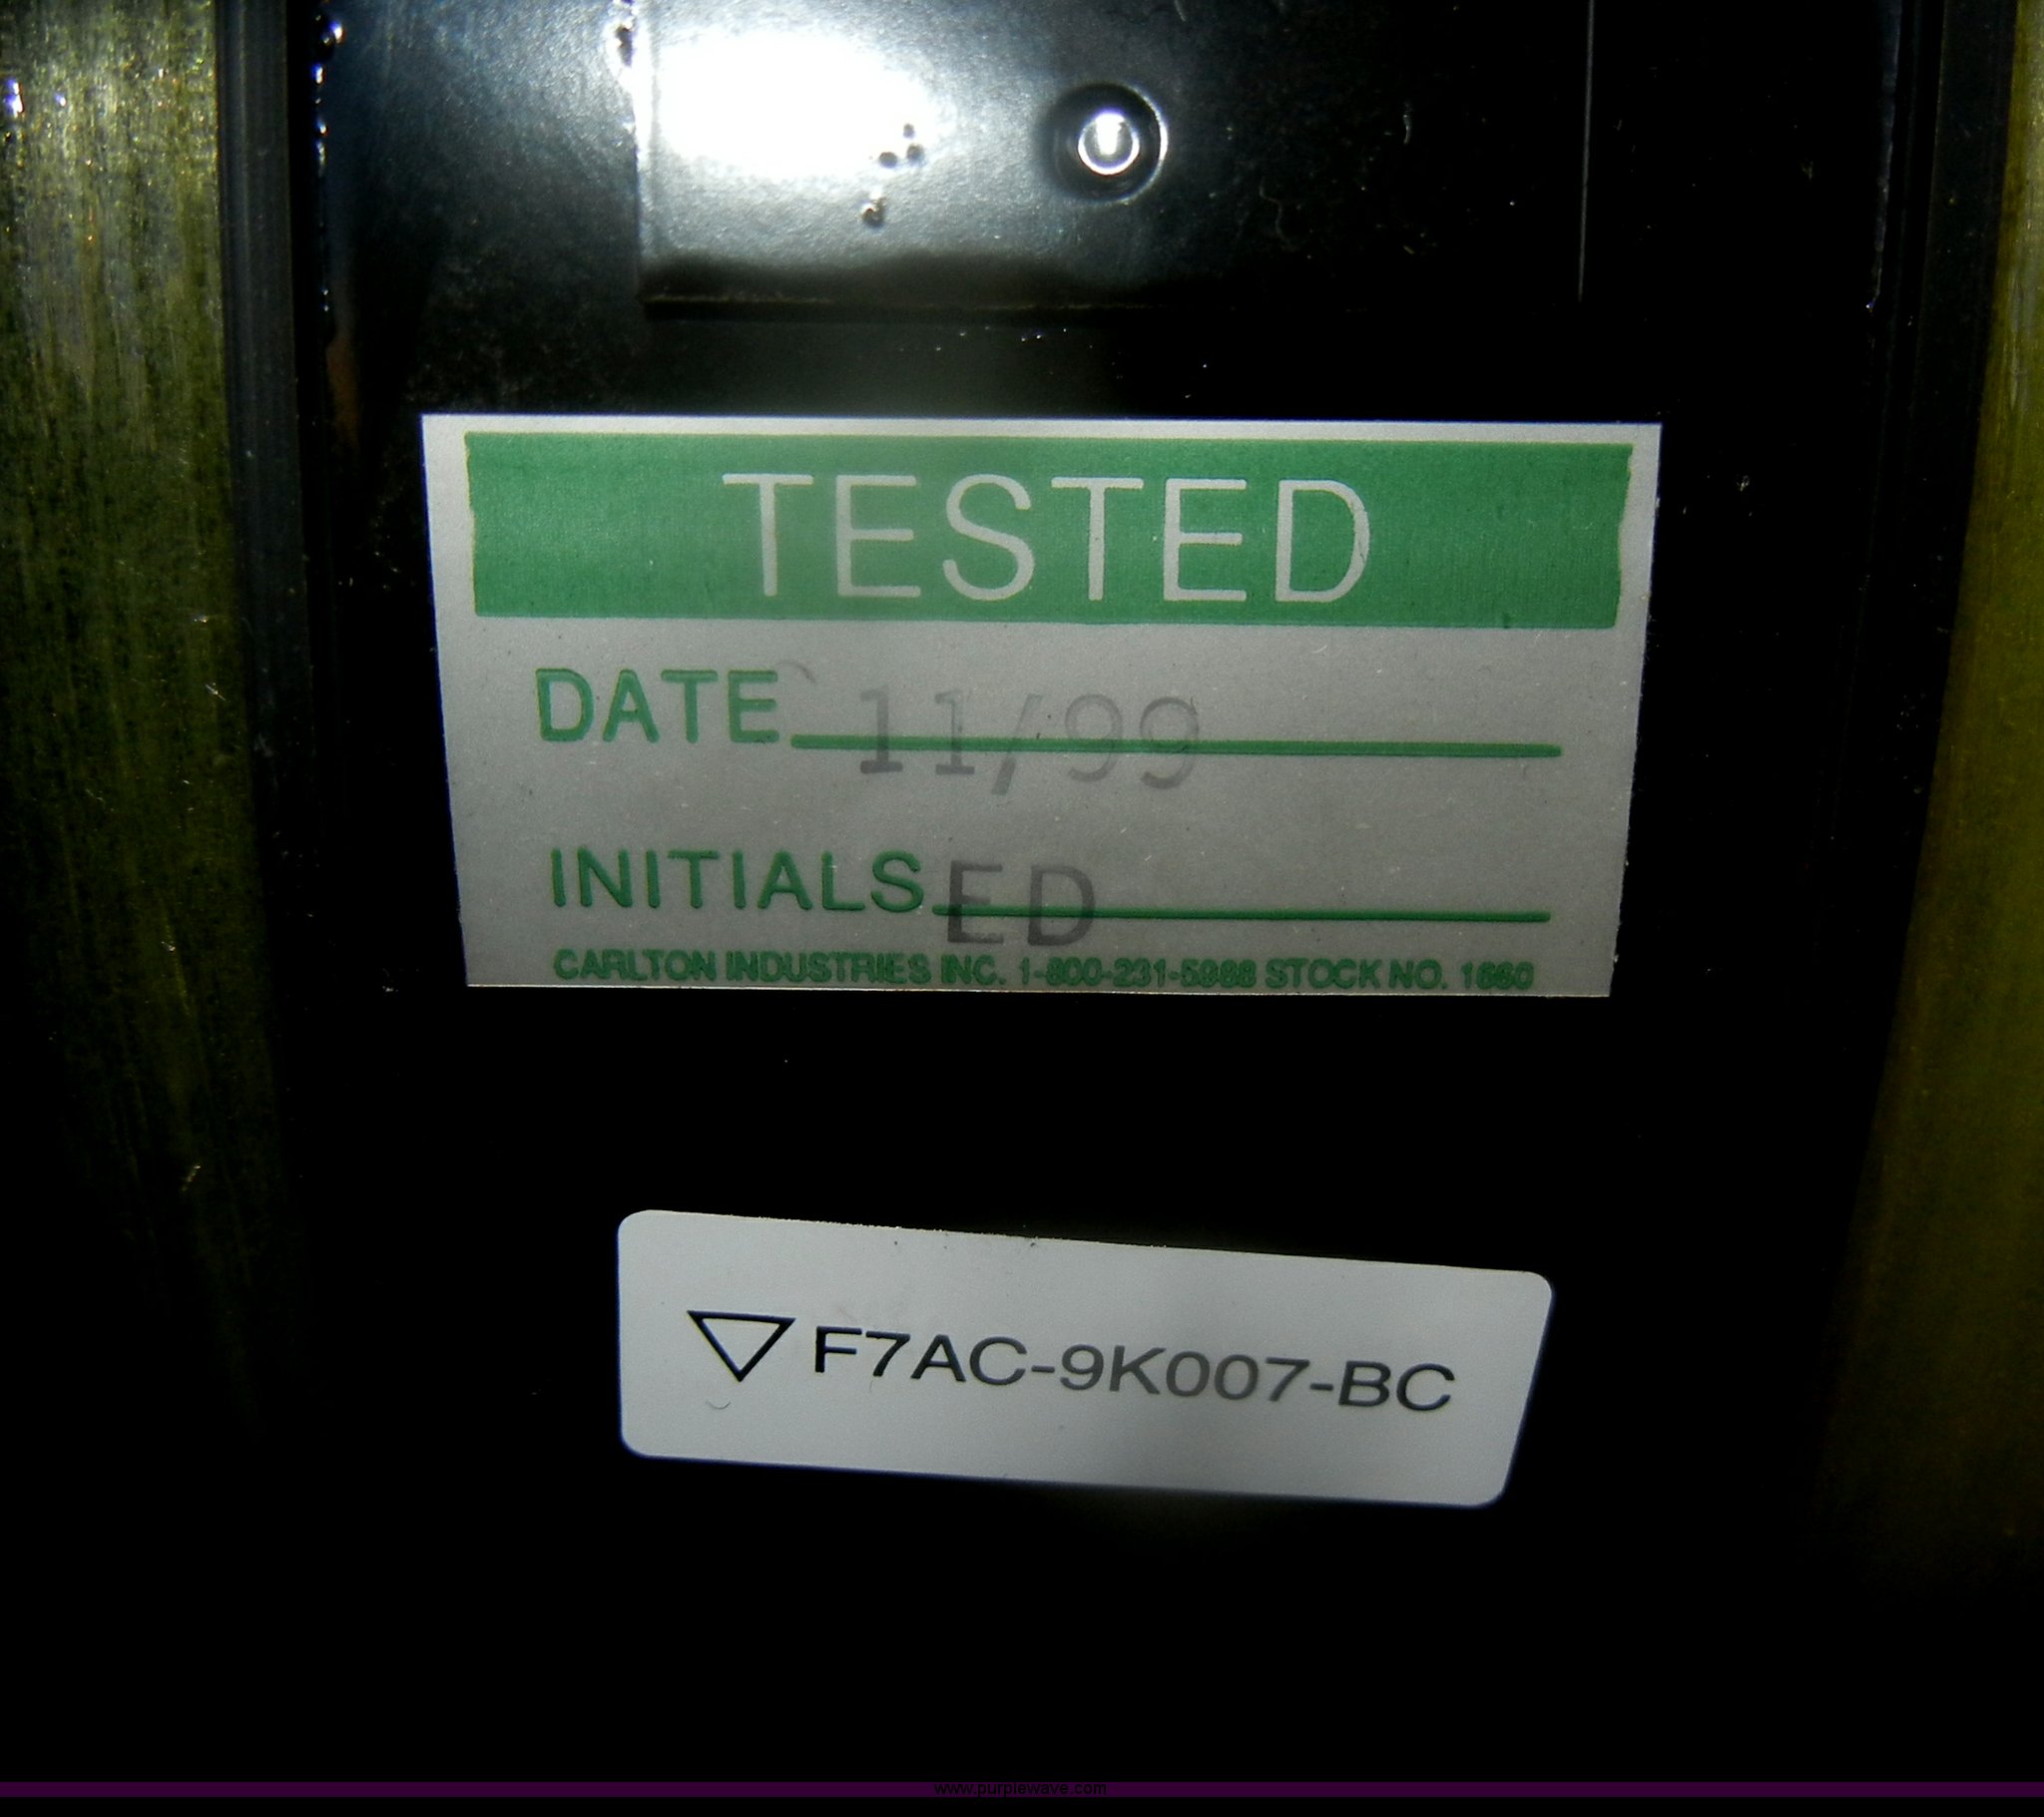 TESTED
DATE 11/99
INITIALS ED
CARLTON INDUSTRIES INC. 1-800-231-5988 STOCK NO. 1660
▽ F7AC-9K007-BC
www.purplewave.com